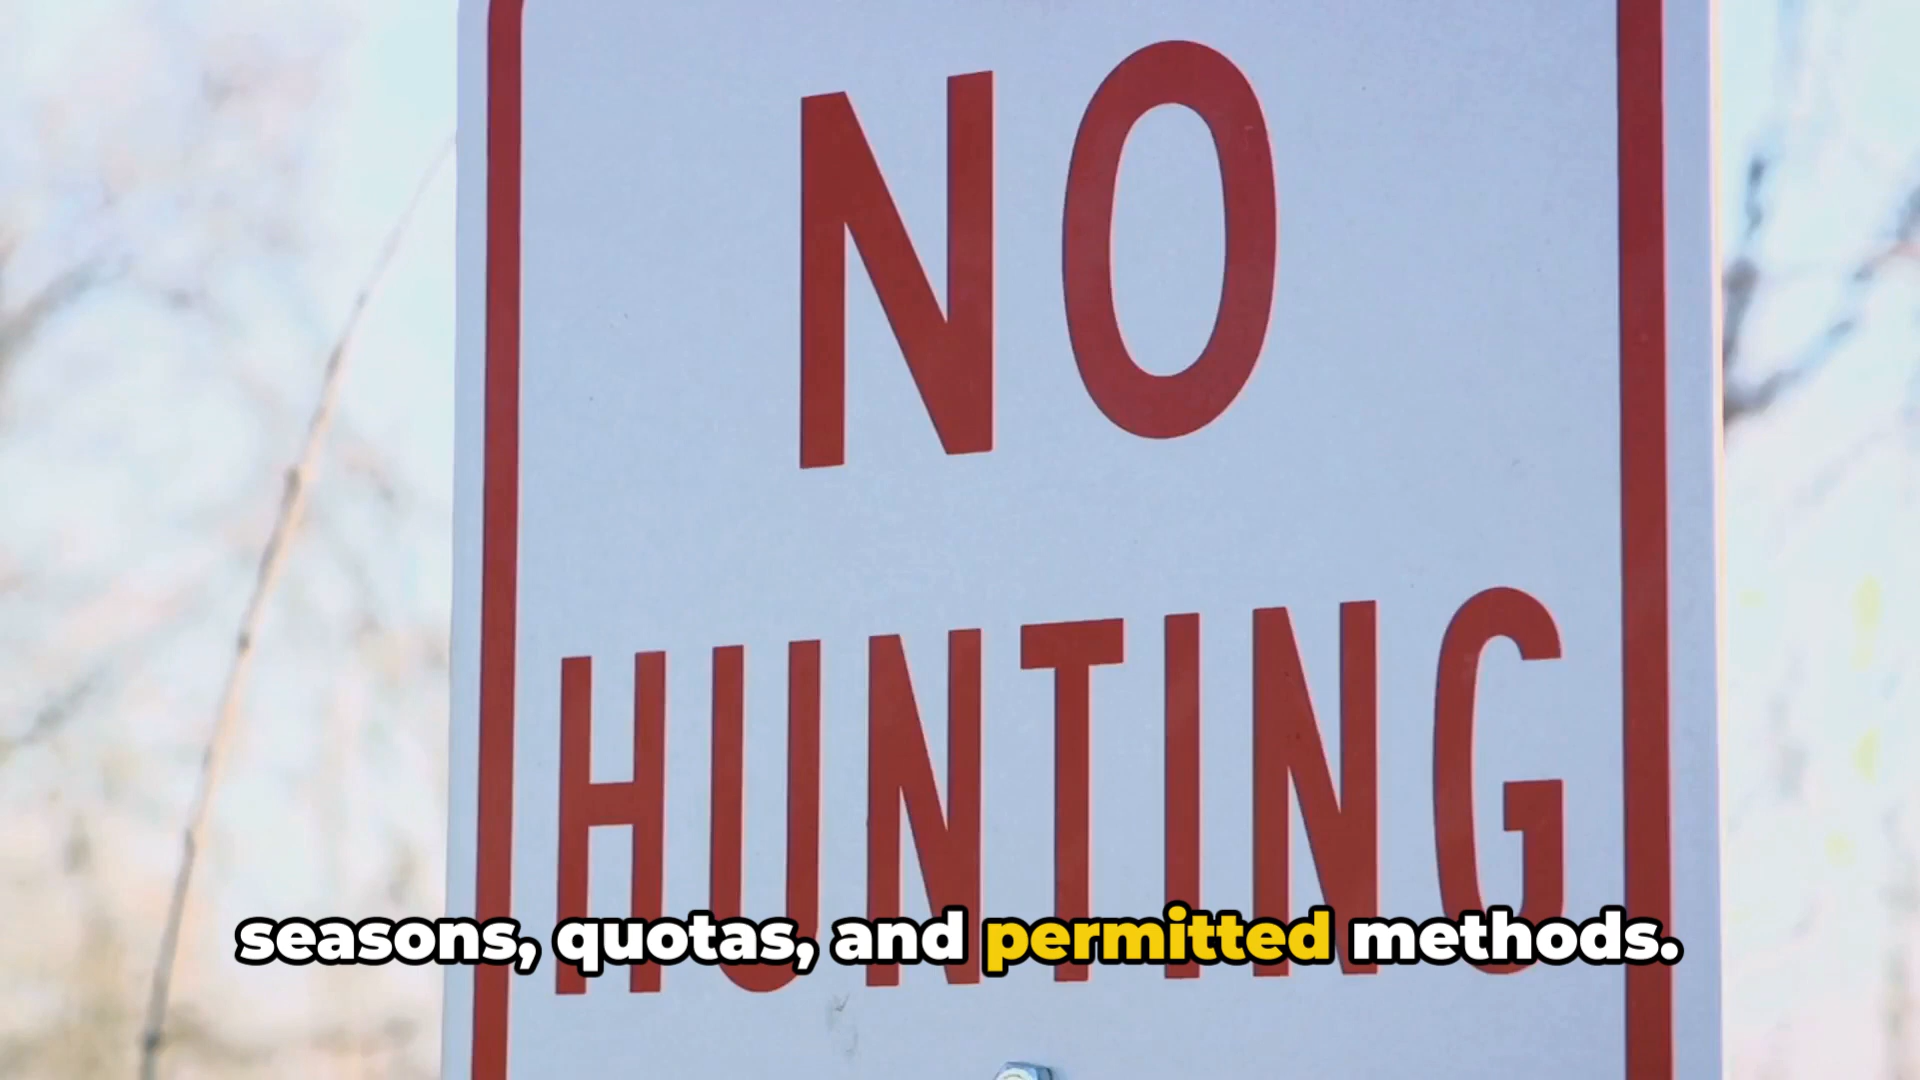 NO
HUNTING
seasons, quotas, and permitted methods.